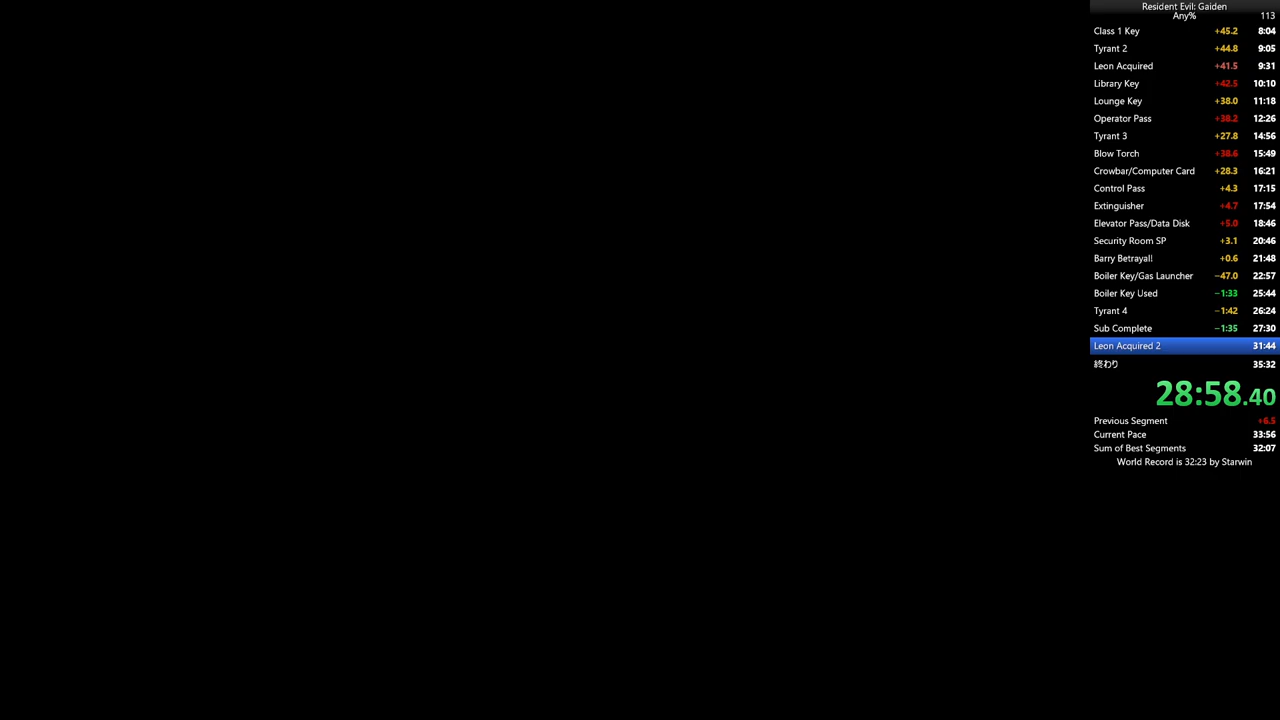 Resident Evil: Gaiden
Any% 113
Class 1 Key +45.2 8:04
Tyrant 2 +44.8 9:05
Leon Acquired +41.5 9:31
Library Key +42.5 10:10
Lounge Key +38.0 11:18
Operator Pass +38.2 12:26
Tyrant 3 +27.8 14:56
Blow Torch +38.6 15:49
Crowbar/Computer Card +28.3 16:21
Control Pass +4.3 17:15
Extinguisher +4.7 17:54
Elevator Pass/Data Disk +5.0 18:46
Security Room SP +3.1 20:46
Barry Betrayal! +0.6 21:48
Boiler Key/Gas Launcher −47.0 22:57
Boiler Key Used −1:33 25:44
Tyrant 4 −1:42 26:24
Sub Complete −1:35 27:30
Leon Acquired 2 31:44
終わり 35:32
28:58.40
Previous Segment +6.5
Current Pace 33:56
Sum of Best Segments 32:07
World Record is 32:23 by Starwin